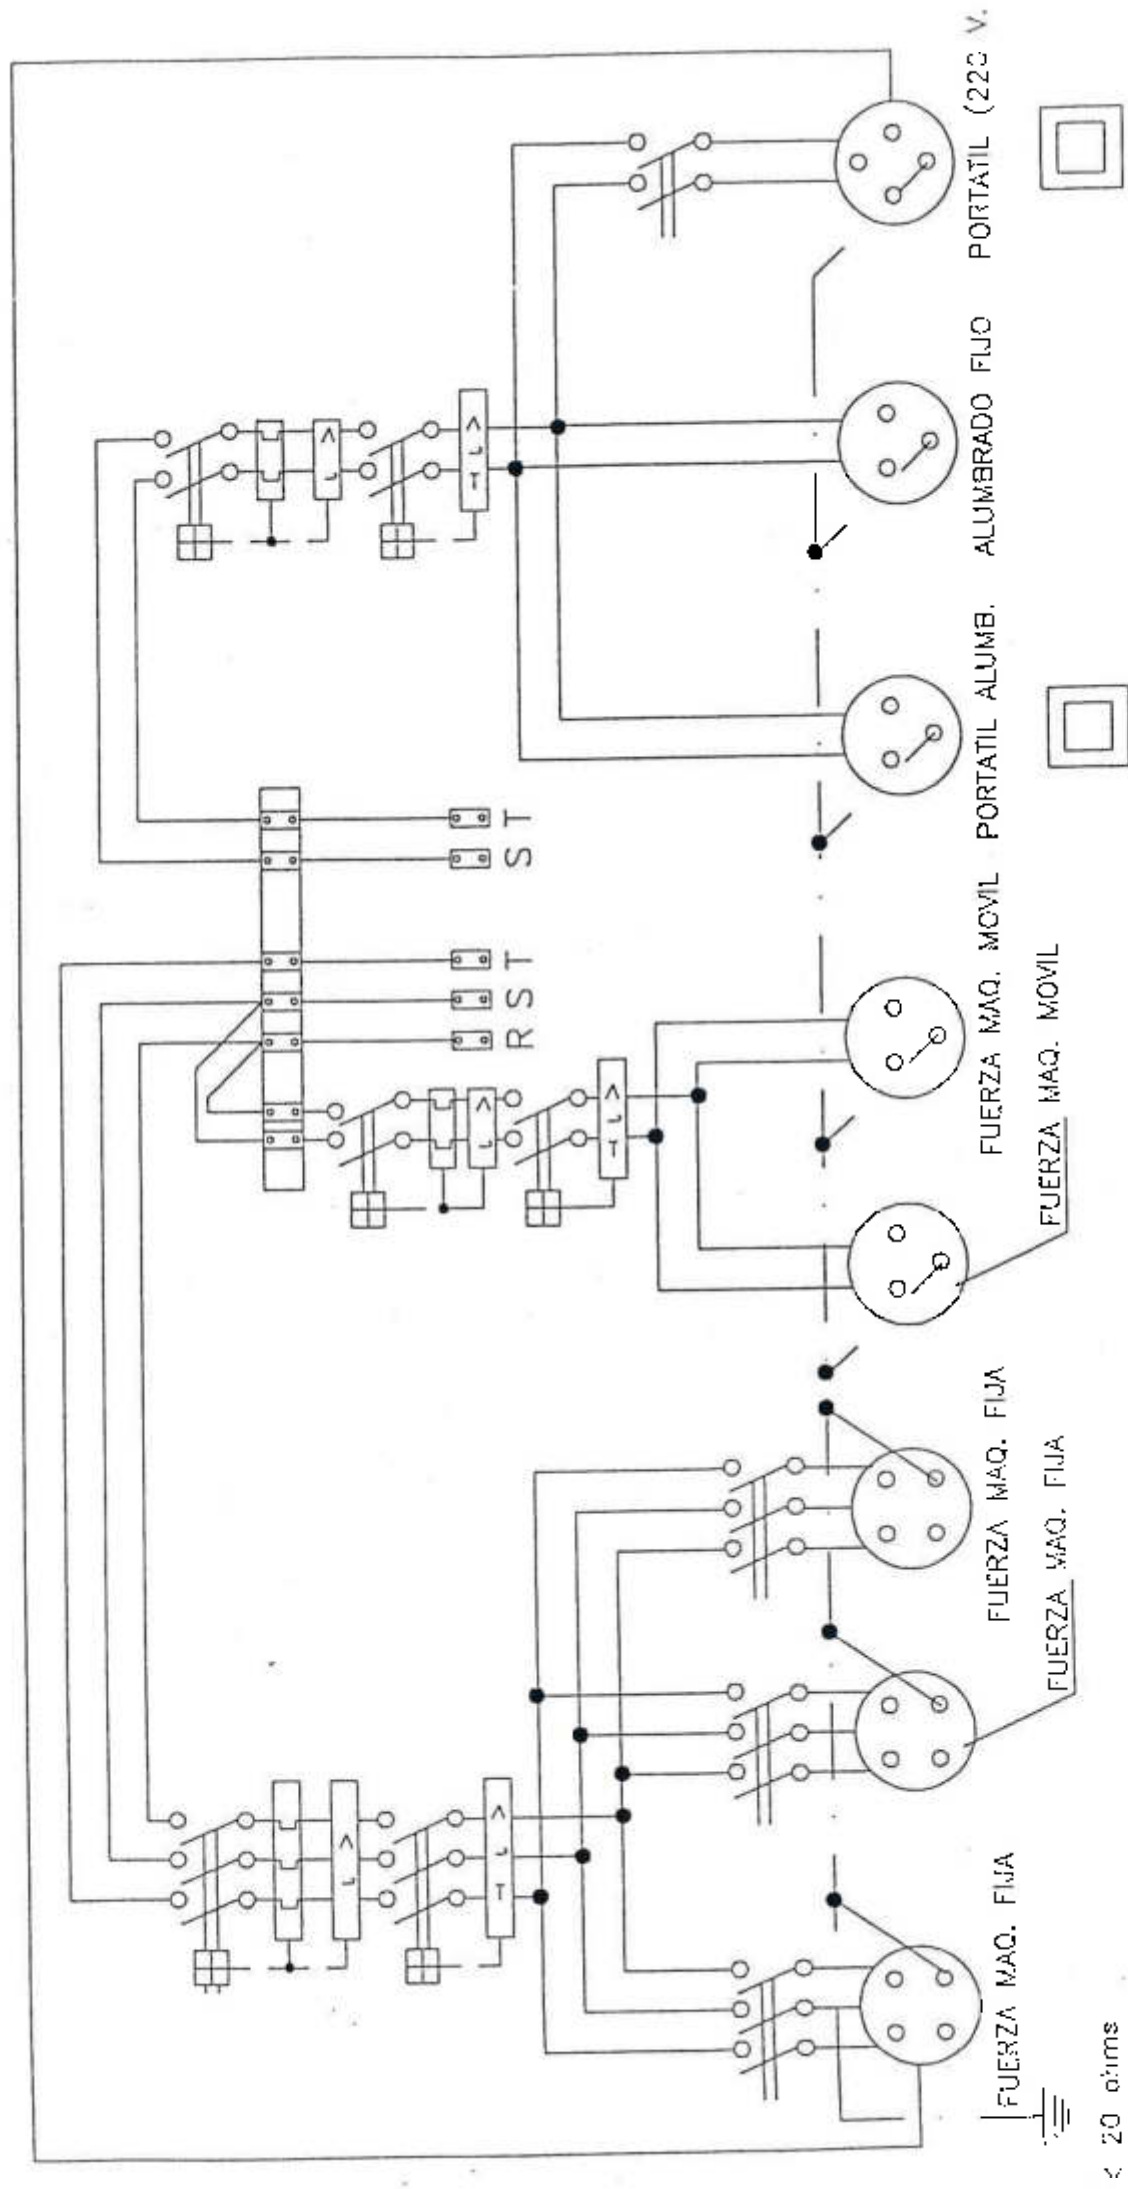 R S T
S T
FUERZA MAQ. FIJA
FUERZA MAQ. FIJA
FUERZA MAQ. FIJA
FUERZA MAQ. MOVIL
FUERZA MAQ. MOVIL
PORTATIL ALUMB.
ALUMBRADO FIJO
PORTATIL (220 V.
< 20 ohms